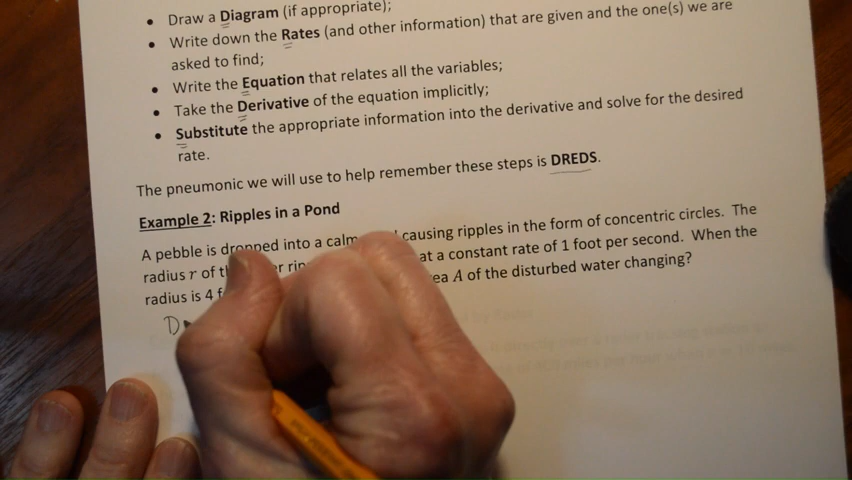 • Draw a Diagram (if appropriate);
• Write down the Rates (and other information) that are given and the one(s) we are
asked to find;
• Write the Equation that relates all the variables;
• Take the Derivative of the equation implicitly;
• Substitute the appropriate information into the derivative and solve for the desired
rate.
The pneumonic we will use to help remember these steps is DREDS.
Example 2: Ripples in a Pond
A pebble is dropped into a calm causing ripples in the form of concentric circles. The
radius r of at a constant rate of 1 foot per second. When the
radius is 4 A of the disturbed water changing?
D